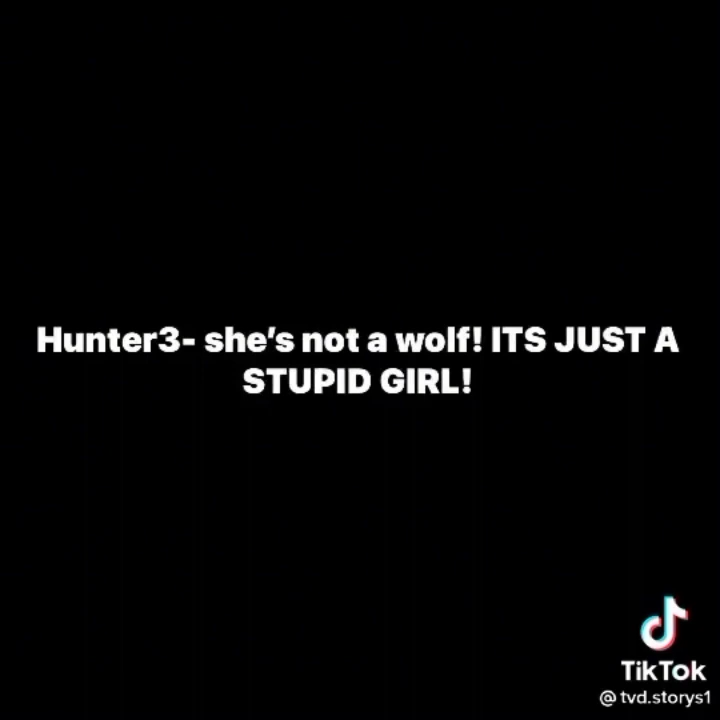 Hunter3- she's not a wolf! ITS JUST A
STUPID GIRL!
TikTok
@tvd.storys1